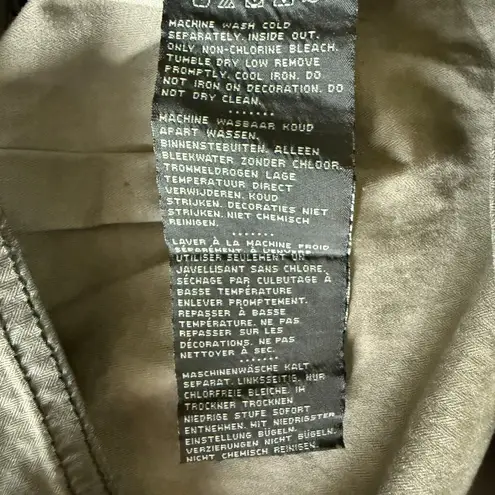 MACHINE WASH COLD
SEPARATELY. INSIDE OUT.
ONLY NON-CHLORINE BLEACH.
TUMBLE DRY LOW REMOVE
PROMPTLY. COOL IRON. DO
NOT IRON ON DECORATION. DO
NOT DRY CLEAN.
MACHINE WASBAAR KOUD
APART WASSEN.
BINNENSTEBUITEN. ALLEEN
BLEEKWATER ZONDER CHLOOR.
TROMMELDROGEN LAGE
TEMPERATUUR DIRECT
VERWIJDEREN. KOUD
STRIJKEN. DECORATIES NIET
STRIJKEN. NIET CHEMISCH
REINIGEN.
LAVER À LA MACHINE FROID
SÉPARÉMENT À L'ENVERS
UTILISER SEULEMENT UN
JAVELLISANT SANS CHLORE.
SÉCHAGE PAR CULBUTAGE À
BASSE TEMPÉRATURE
ENLEVER PROMPTEMENT.
REPASSER À BASSE
TEMPÉRATURE. NE PAS
REPASSER SUR LES
DÉCORATIONS. NE PAS
NETTOYER À SEC.
MASCHINENWÄSCHE KALT
SEPARAT. LINKSSEITIG. NUR
CHLORFREIE BLEICHE. IH
TROCKNER TROCKNEN
NIEDRIGE STUFE SOFORT
ENTNEHMEN. MIT NIEDRIGSTER
EINSTELLUNG BÜGELN.
VERZIERUNGEN NICHT BÜGELN.
NICHT CHEMISCH REINIGEN.